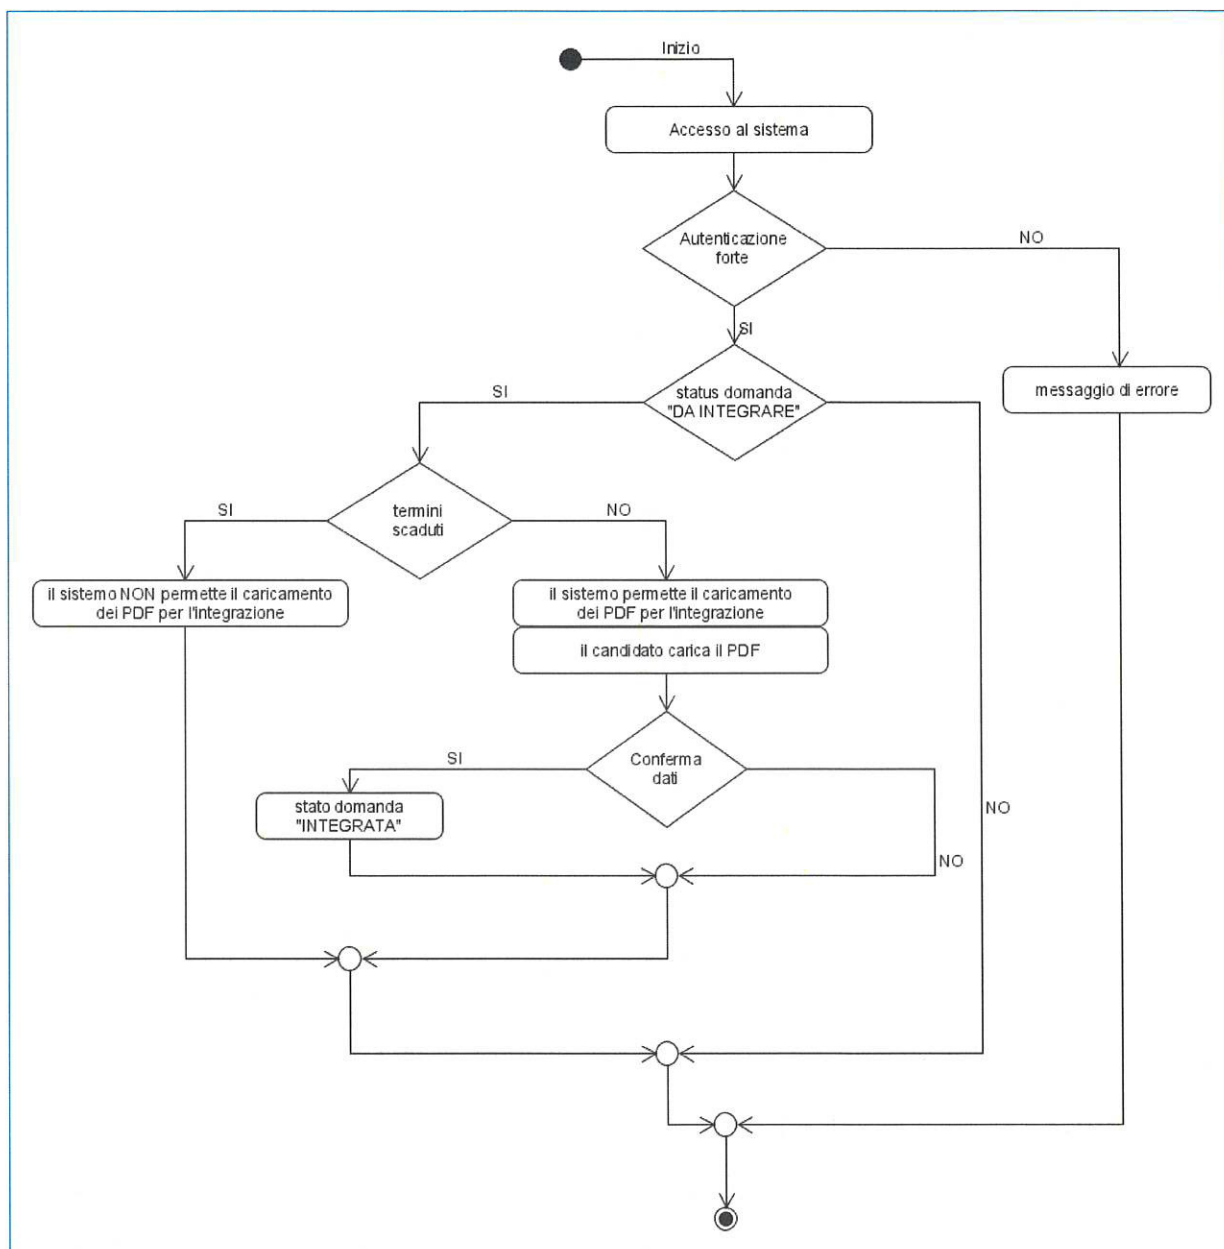 Inizio
Accesso al sistema
Autenticazione
forte
NO
SI
status domanda
"DA INTEGRARE"
SI
messaggio di errore
termini
scaduti
SI
NO
il sistemo NON permette il caricamento
dei PDF per l'integrazione
il sistemo permette il caricamento
dei PDF per l'integrazione
il candidato carica il PDF
Conferma
dati
SI
stato domanda
"INTEGRATA"
NO
NO